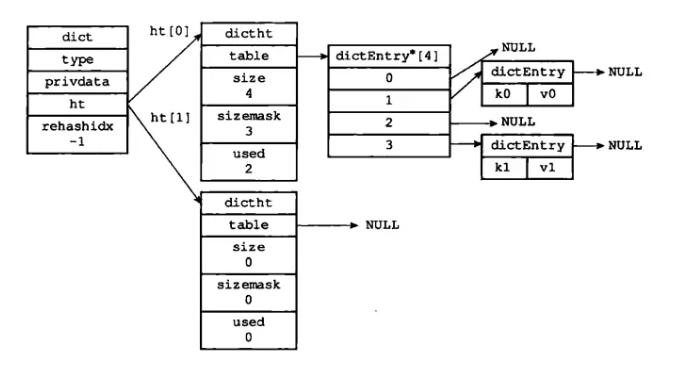 dict
type
privdata
ht
rehashidx
-1
ht[0]
ht[1]
dictht
table
size
4
sizemask
3
used
2
dictEntry*[4]
0
1
2
3
NULL
dictEntry
NULL
k0 v0
NULL
dictEntry
NULL
k1 v1
dictht
table
NULL
size
0
sizemask
0
used
0